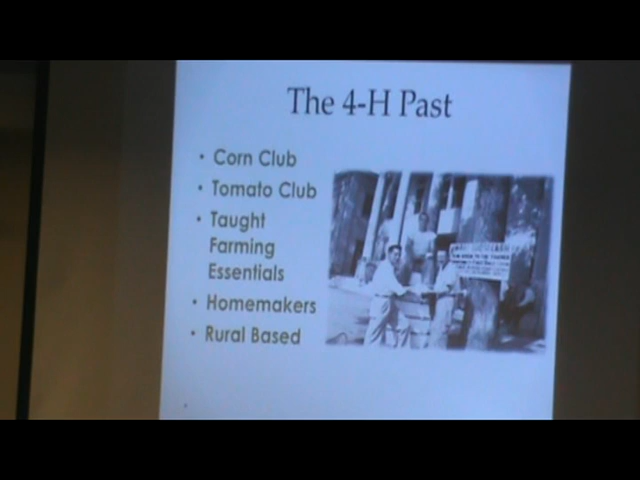 The 4-H Past
• Corn Club
• Tomato Club
• Taught
Farming
Essentials
• Homemakers
• Rural Based